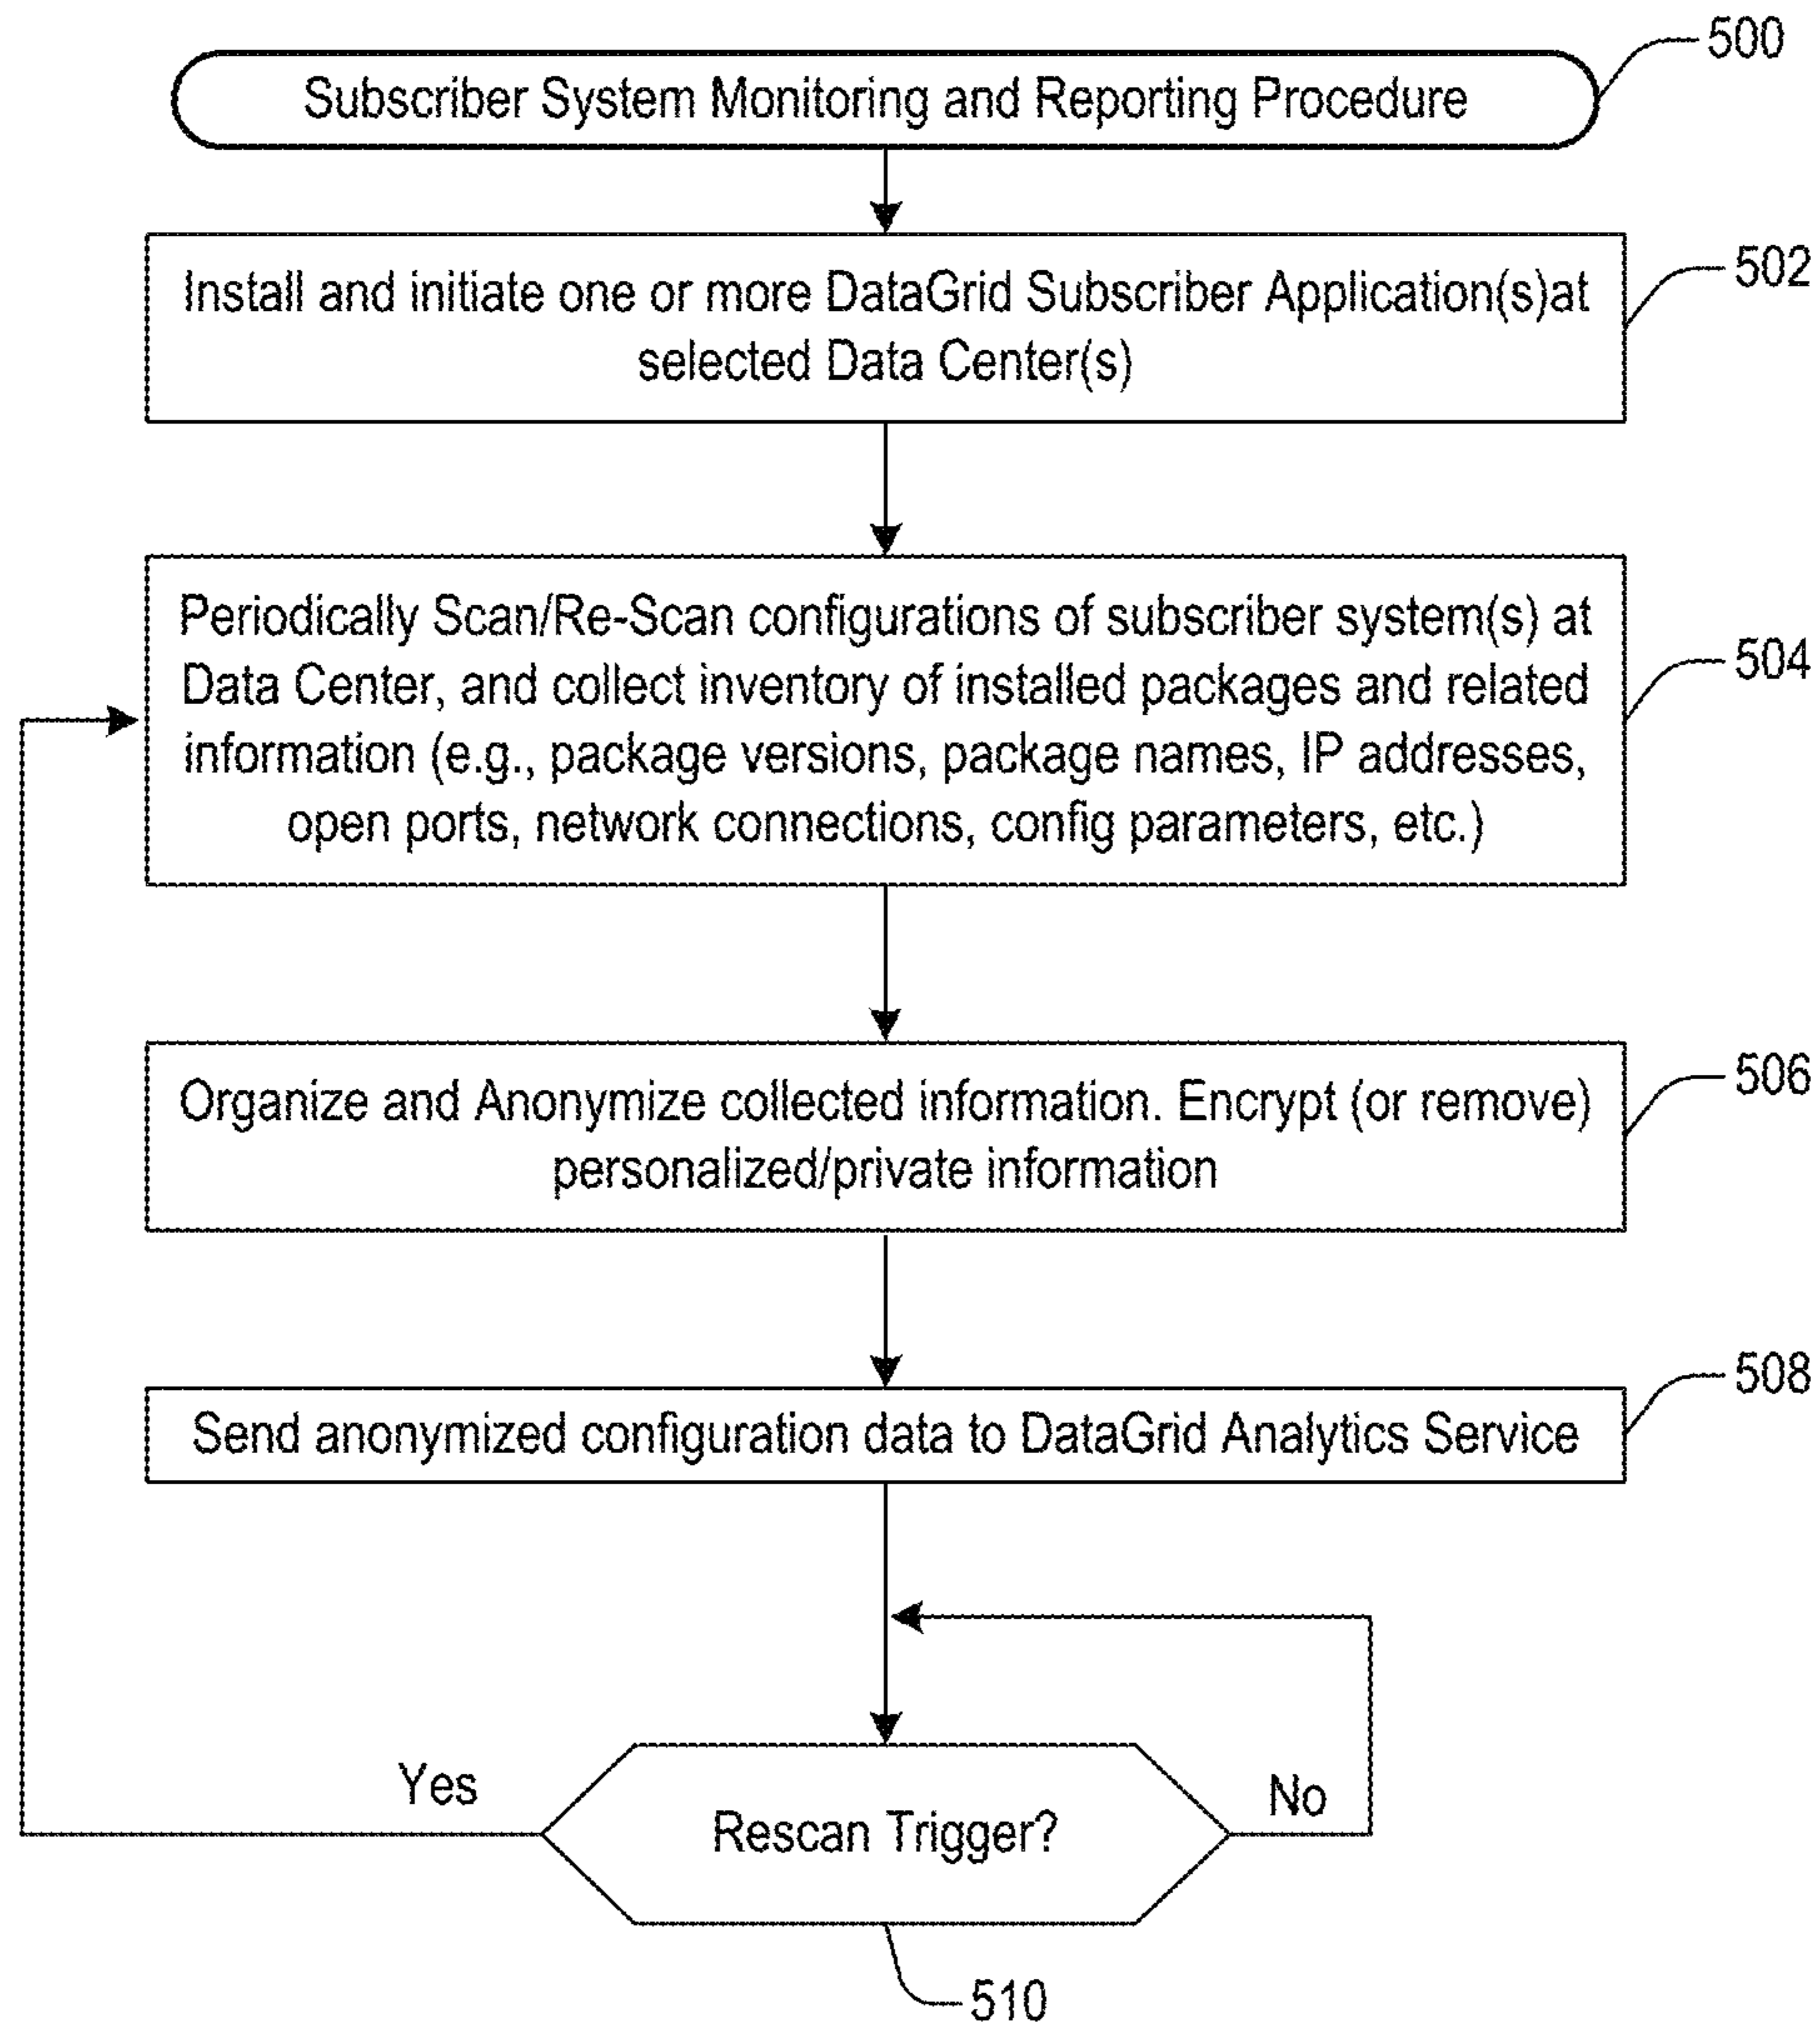 500
Subscriber System Monitoring and Reporting Procedure
502
Install and initiate one or more DataGrid Subscriber Application(s)at
selected Data Center(s)
504
Periodically Scan/Re-Scan configurations of subscriber system(s) at
Data Center, and collect inventory of installed packages and related
information (e.g., package versions, package names, IP addresses,
open ports, network connections, config parameters, etc.)
506
Organize and Anonymize collected information. Encrypt (or remove)
personalized/private information
508
Send anonymized configuration data to DataGrid Analytics Service
Yes
No
Rescan Trigger?
510